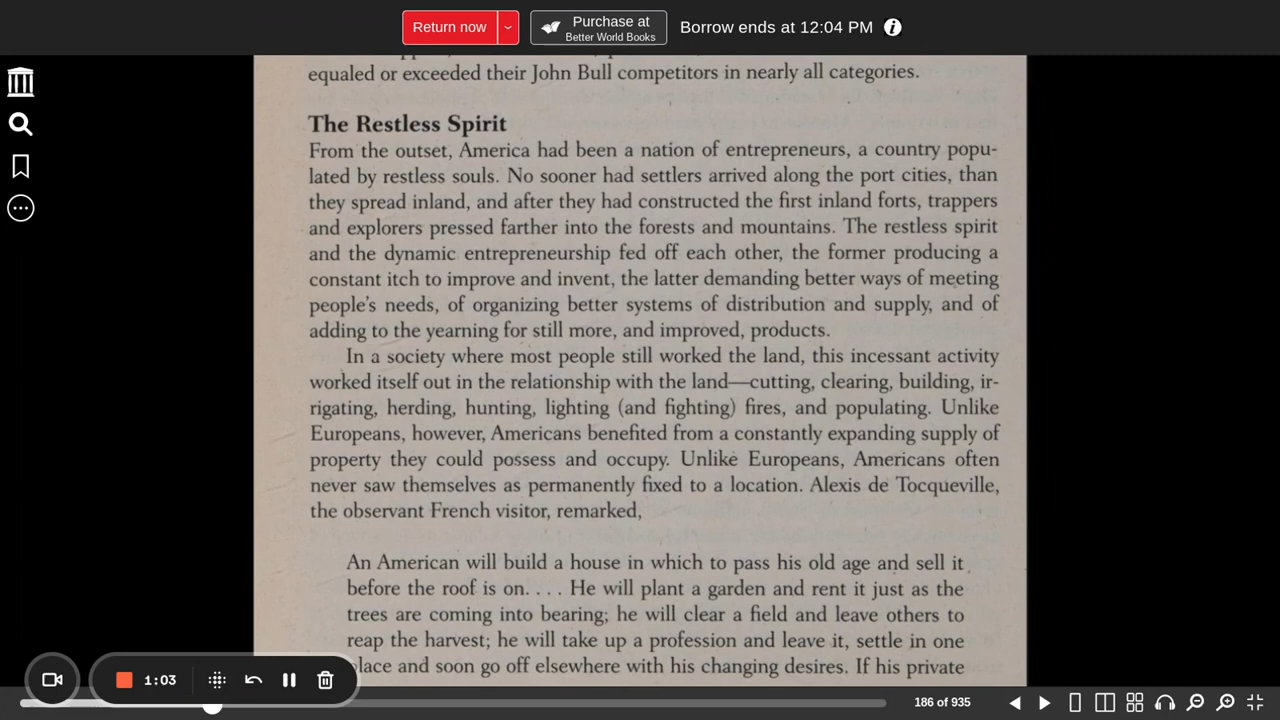 Return now
Purchase at
Better World Books
Borrow ends at 12:04 PM
equaled or exceeded their John Bull competitors in nearly all categories.
The Restless Spirit
From the outset, America had been a nation of entrepreneurs, a country popu-
lated by restless souls. No sooner had settlers arrived along the port cities, than
they spread inland, and after they had constructed the first inland forts, trappers
and explorers pressed farther into the forests and mountains. The restless spirit
and the dynamic entrepreneurship fed off each other, the former producing a
constant itch to improve and invent, the latter demanding better ways of meeting
people's needs, of organizing better systems of distribution and supply, and of
adding to the yearning for still more, and improved, products.
In a society where most people still worked the land, this incessant activity
worked itself out in the relationship with the land—cutting, clearing, building, ir-
rigating, herding, hunting, lighting (and fighting) fires, and populating. Unlike
Europeans, however, Americans benefited from a constantly expanding supply of
property they could possess and occupy. Unlike Europeans, Americans often
never saw themselves as permanently fixed to a location. Alexis de Tocqueville,
the observant French visitor, remarked,
An American will build a house in which to pass his old age and sell it
before the roof is on. . . . He will plant a garden and rent it just as the
trees are coming into bearing; he will clear a field and leave others to
reap the harvest; he will take up a profession and leave it, settle in one
place and soon go off elsewhere with his changing desires. If his private
1:03
186 of 935